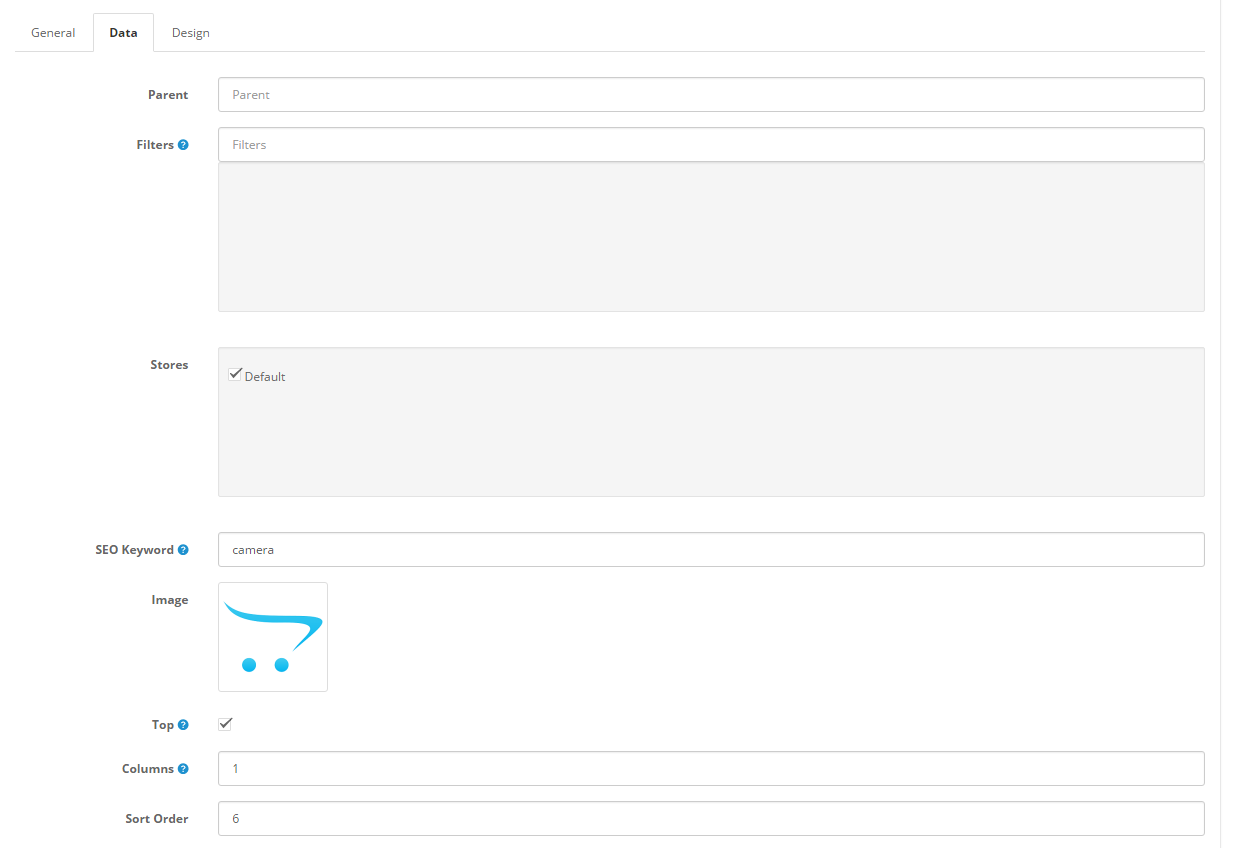 General Data Design
Parent Parent
Filters ? Filters
Stores
Default
SEO Keyword ? camera
Image
Top ?
Columns ? 1
Sort Order 6